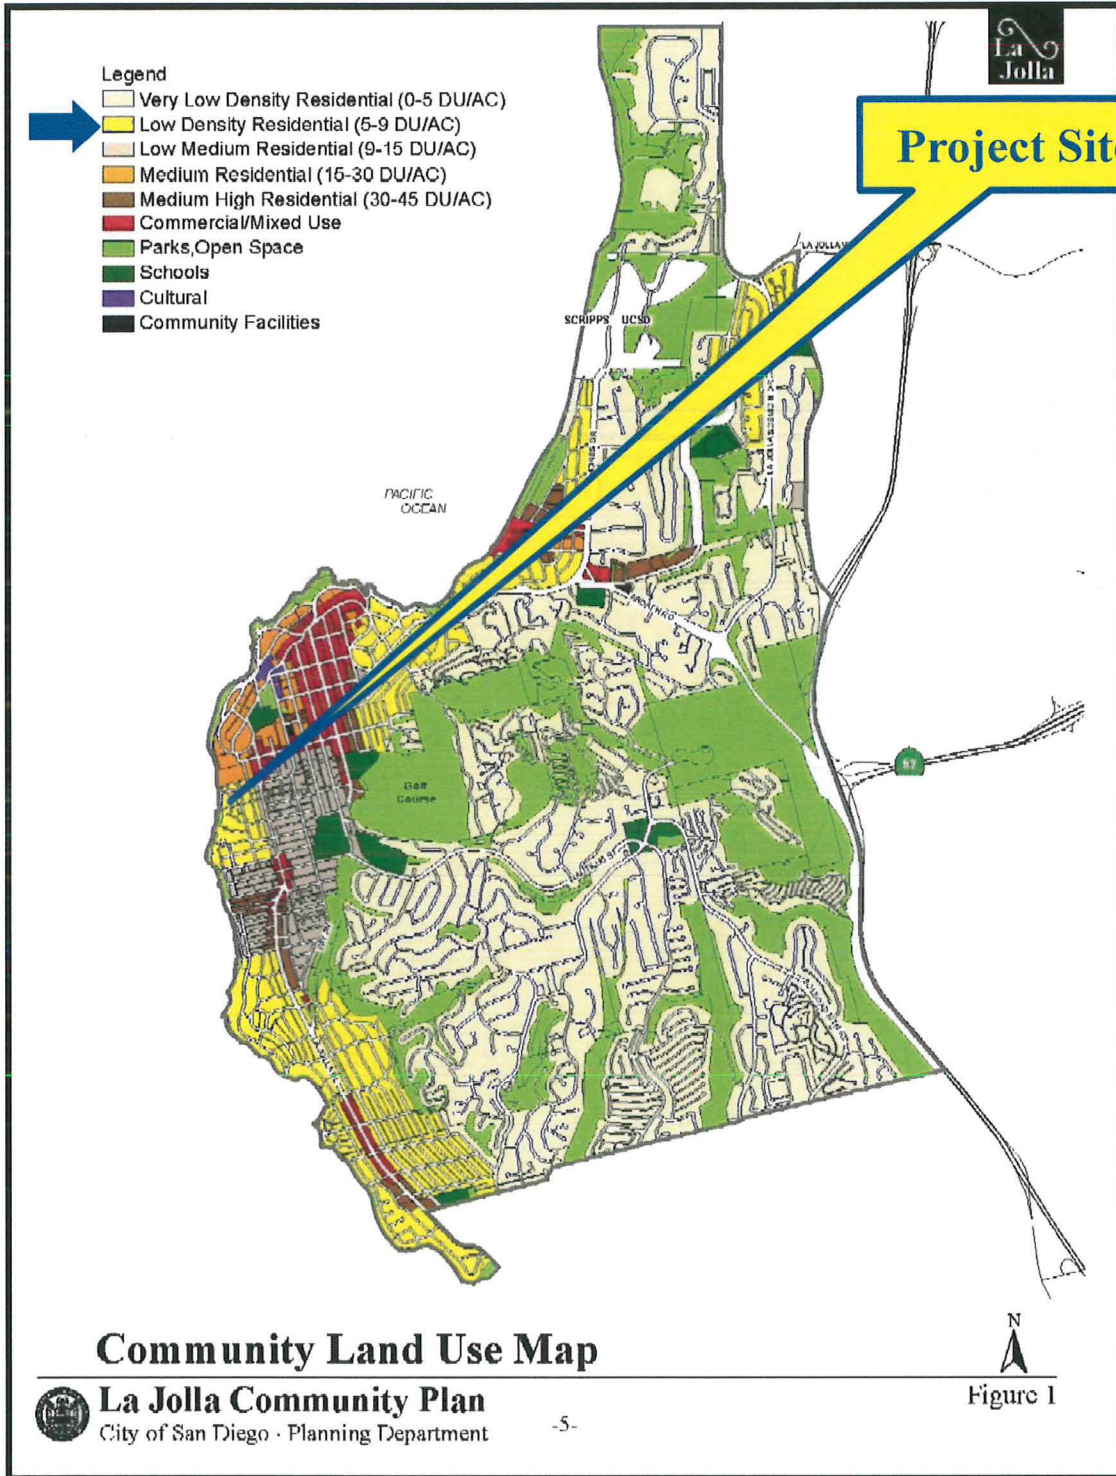 La
Jolla
Legend
Very Low Density Residential (0-5 DU/AC)
Low Density Residential (5-9 DU/AC)
Low Medium Residential (9-15 DU/AC)
Medium Residential (15-30 DU/AC)
Medium High Residential (30-45 DU/AC)
Commercial/Mixed Use
Parks,Open Space
Schools
Cultural
Community Facilities
Project Sit
LA JOLLA
SCRIPPS UCSD
PACIFIC
OCEAN
Golf
Course
Community Land Use Map
N
La Jolla Community Plan
City of San Diego · Planning Department
-5-
Figure 1